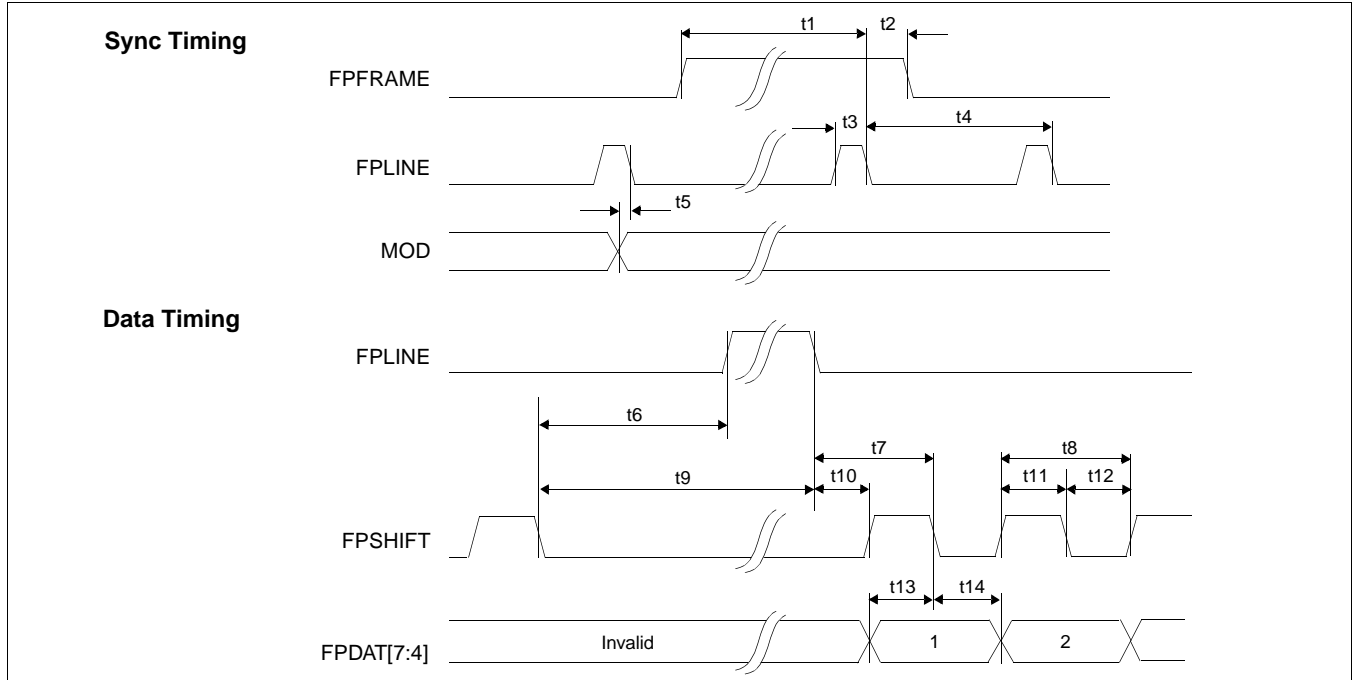 Sync Timing
t1 t2
FPFRAME
t3 t4
FPLINE
t5
MOD
Data Timing
FPLINE
t6
t7 t8
t9 t10 t11 t12
FPSHIFT
t13 t14
FPDAT[7:4] Invalid 1 2